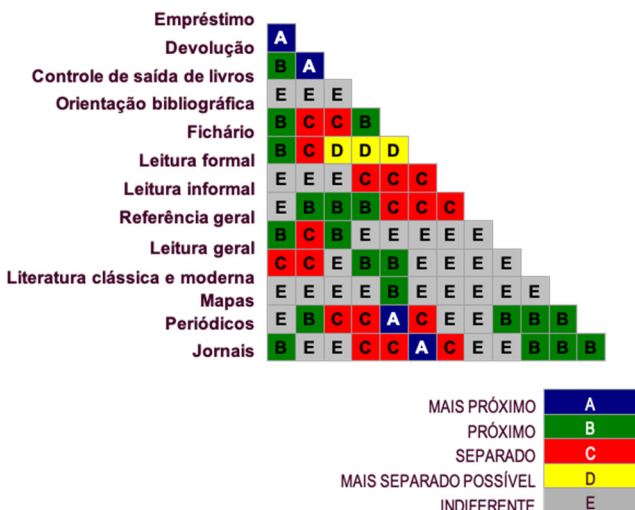 Empréstimo
A
Devolução
B A
Controle de saída de livros
E E E
Orientação bibliográfica
B C C B
Fichário
B C D D D
Leitura formal
E E E C C C
Leitura informal
E B B B C C C
Referência geral
B C B E E E E E
Leitura geral
C C E B B E E E E
Literatura clássica e moderna
E E E E B E E E E E
Mapas
Periódicos
E B C C A C E E B B B
Jornais
B E E C C A C E E B B B
MAIS PRÓXIMO A
PRÓXIMO B
SEPARADO C
MAIS SEPARADO POSSÍVEL D
INDIFERENTE E